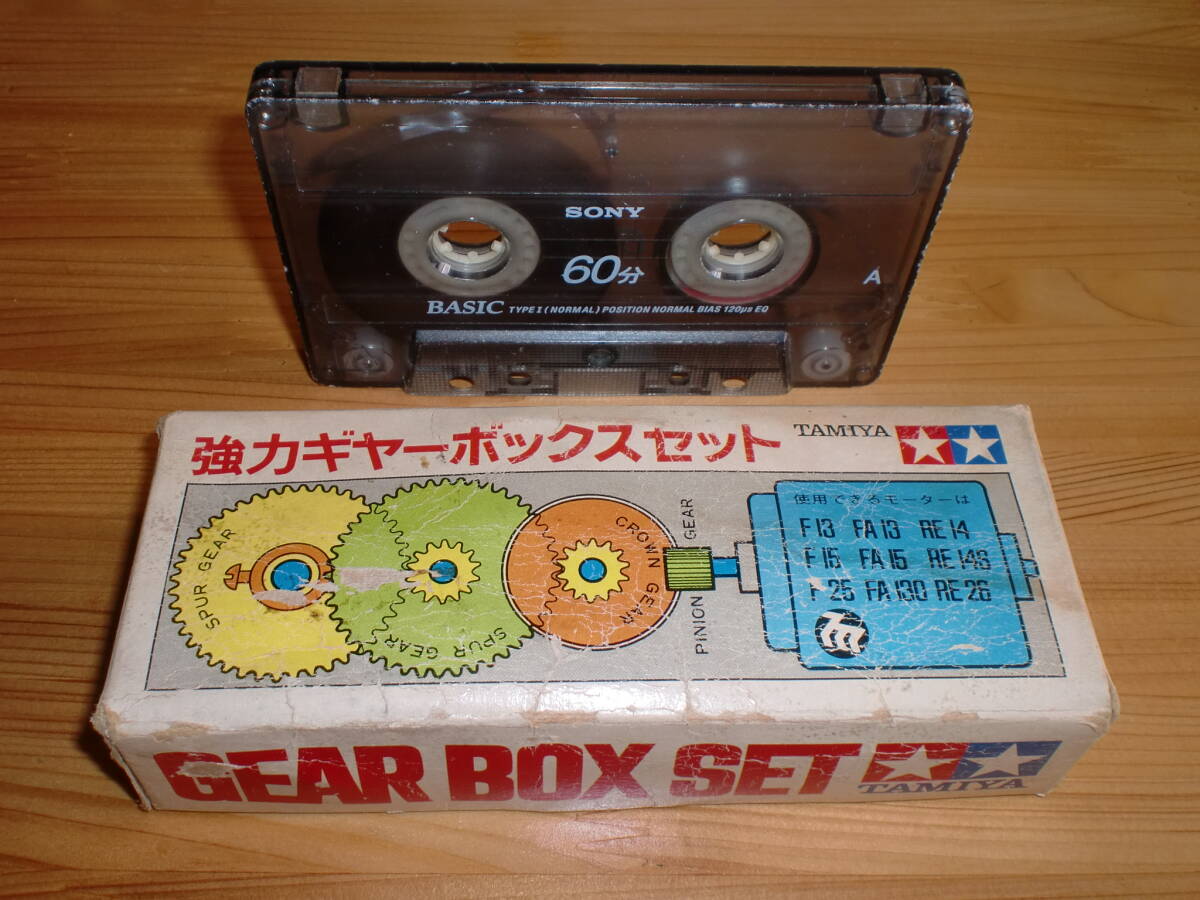 SONY
60分
A
BASIC TYPE I (NORMAL) POSITION NORMAL BIAS 120μs EQ
強力ギヤーボックスセット
TAMIYA
使用できるモーターは
F13 FA13 RE14
F15 FA15 RE14S
F25 FA130 RE26
SPUR GEAR
SPUR GEAR
CROWN GEAR
PINION GEAR
GEAR BOX SET
TAMIYA